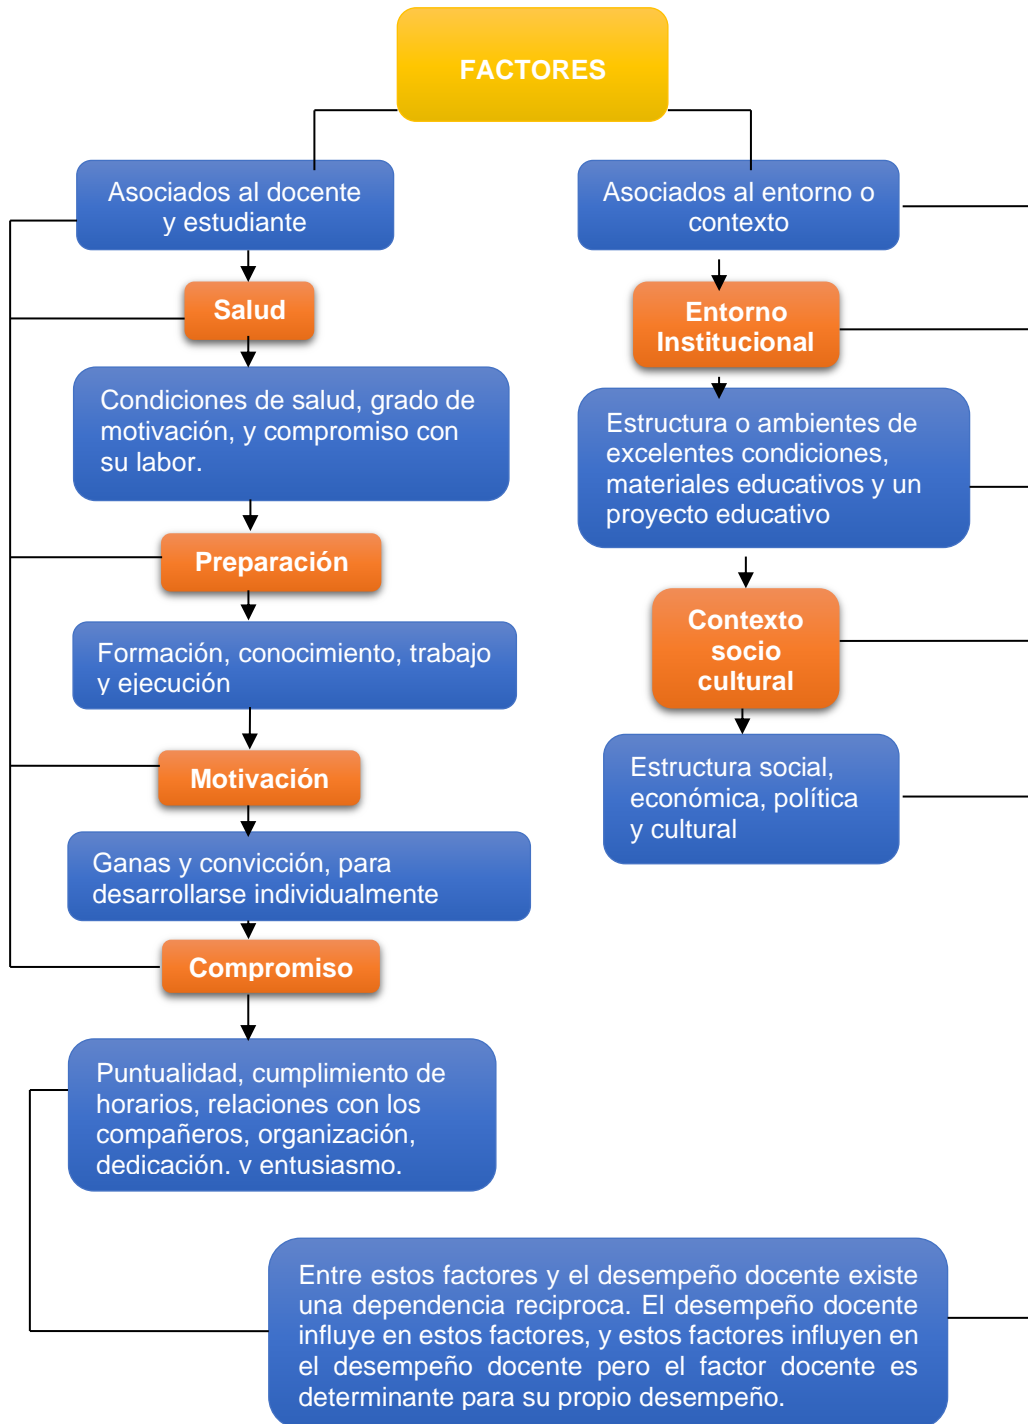 FACTORES
Asociados al docente
y estudiante
Salud
Condiciones de salud, grado de
motivación, y compromiso con
su labor.
Preparación
Formación, conocimiento, trabajo
y ejecución
Motivación
Ganas y convicción, para
desarrollarse individualmente
Compromiso
Puntualidad, cumplimiento de
horarios, relaciones con los
compañeros, organización,
dedicación. y entusiasmo.
Asociados al entorno o
contexto
Entorno
Institucional
Estructura o ambientes de
excelentes condiciones,
materiales educativos y un
proyecto educativo
Contexto
socio
cultural
Estructura social,
económica, política
y cultural
Entre estos factores y el desempeño docente existe
una dependencia reciproca. El desempeño docente
influye en estos factores, y estos factores influyen en
el desempeño docente pero el factor docente es
determinante para su propio desempeño.